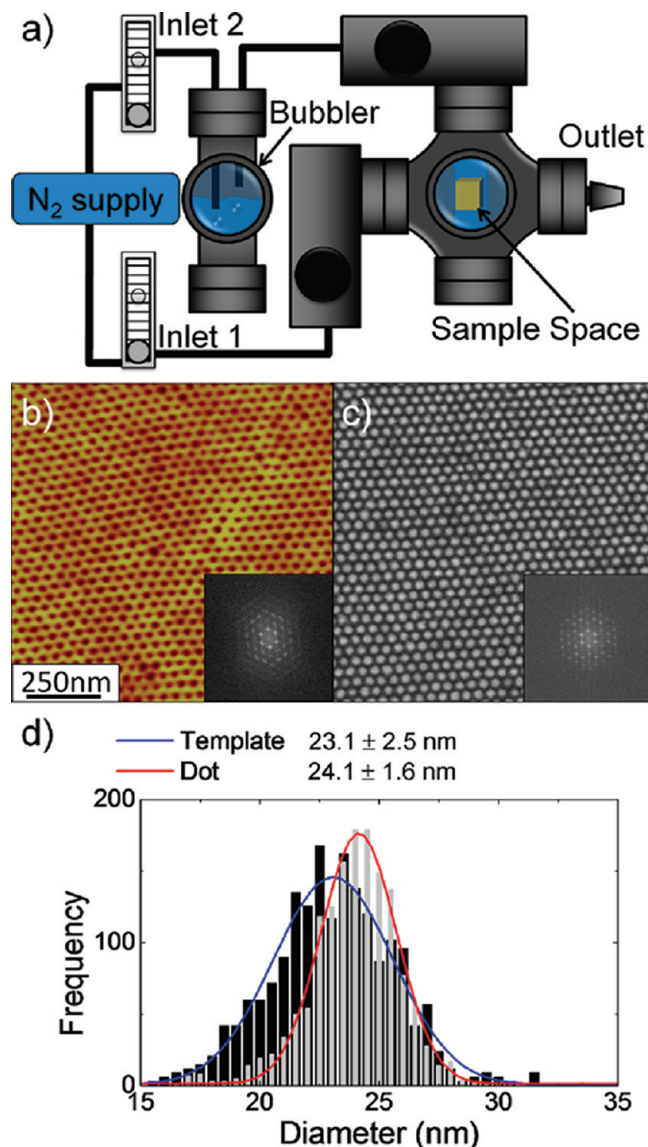 a)
Inlet 2
Bubbler
Outlet
N₂ supply
Inlet 1
Sample Space
b)
c)
250nm
d)
Template 23.1 ± 2.5 nm
Dot 24.1 ± 1.6 nm
200
100
0
Frequency
15 20 25 30 35
Diameter (nm)